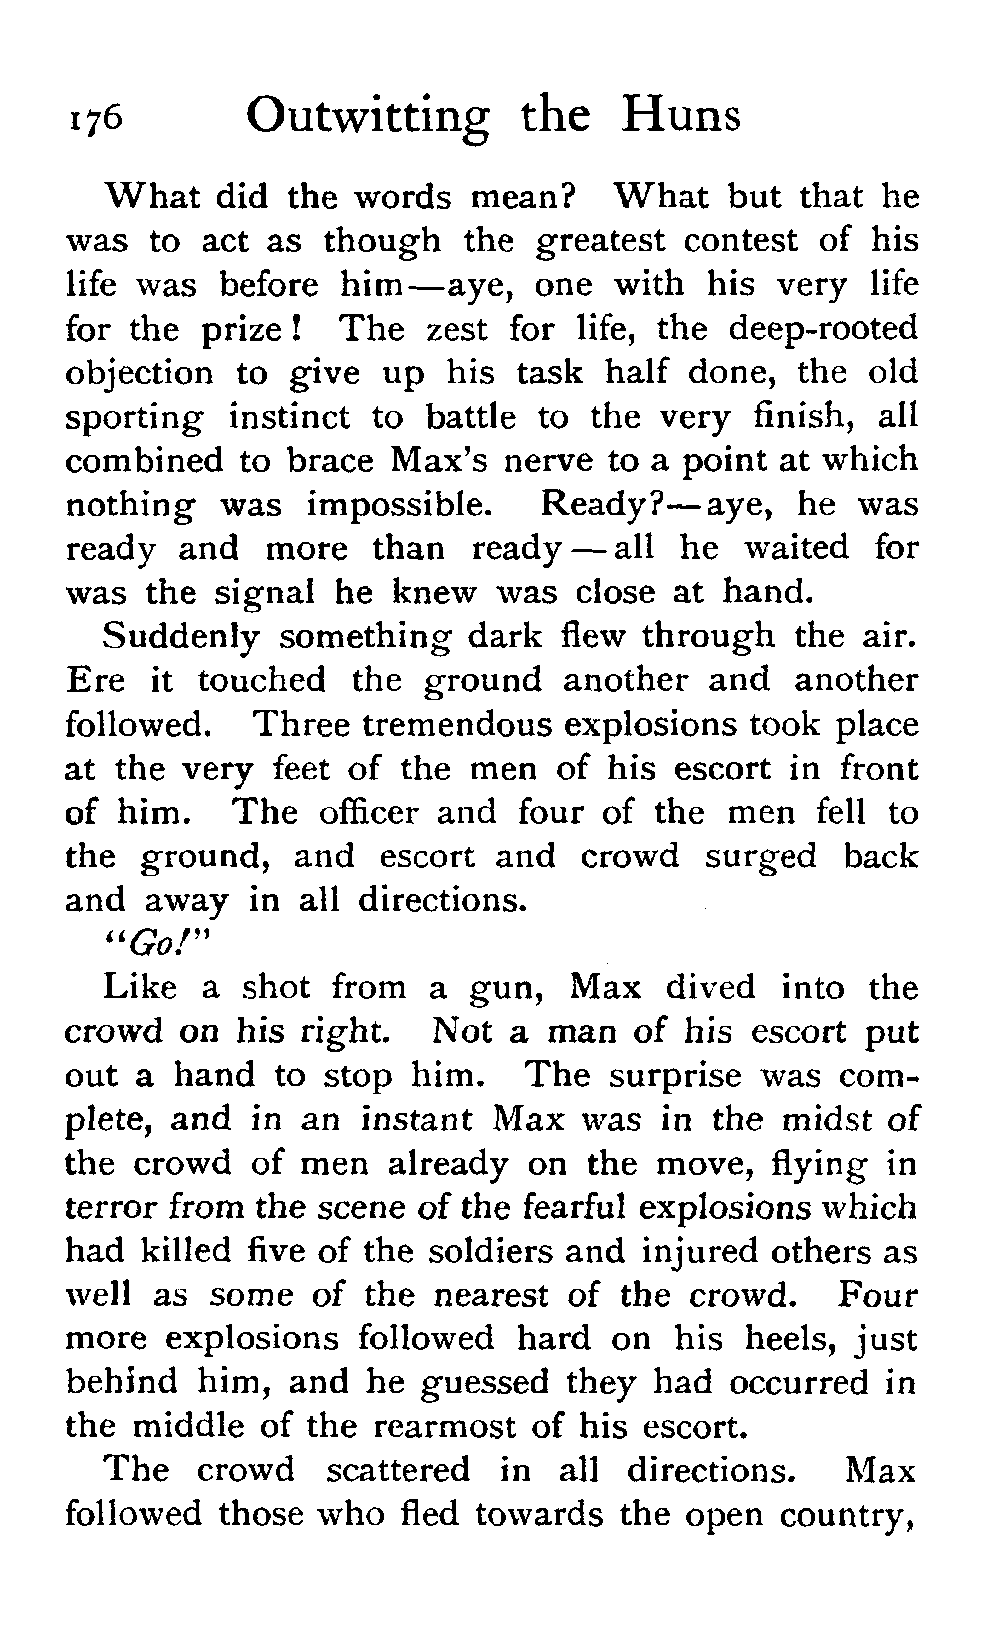 176 Outwitting the Huns
What did the words mean? What but that he
was to act as though the greatest contest of his
life was before him—aye, one with his very life
for the prize! The zest for life, the deep-rooted
objection to give up his task half done, the old
sporting instinct to battle to the very finish, all
combined to brace Max's nerve to a point at which
nothing was impossible. Ready?—aye, he was
ready and more than ready—all he waited for
was the signal he knew was close at hand.
Suddenly something dark flew through the air.
Ere it touched the ground another and another
followed. Three tremendous explosions took place
at the very feet of the men of his escort in front
of him. The officer and four of the men fell to
the ground, and escort and crowd surged back
and away in all directions.
"Go!"
Like a shot from a gun, Max dived into the
crowd on his right. Not a man of his escort put
out a hand to stop him. The surprise was com-
plete, and in an instant Max was in the midst of
the crowd of men already on the move, flying in
terror from the scene of the fearful explosions which
had killed five of the soldiers and injured others as
well as some of the nearest of the crowd. Four
more explosions followed hard on his heels, just
behind him, and he guessed they had occurred in
the middle of the rearmost of his escort.
The crowd scattered in all directions. Max
followed those who fled towards the open country,